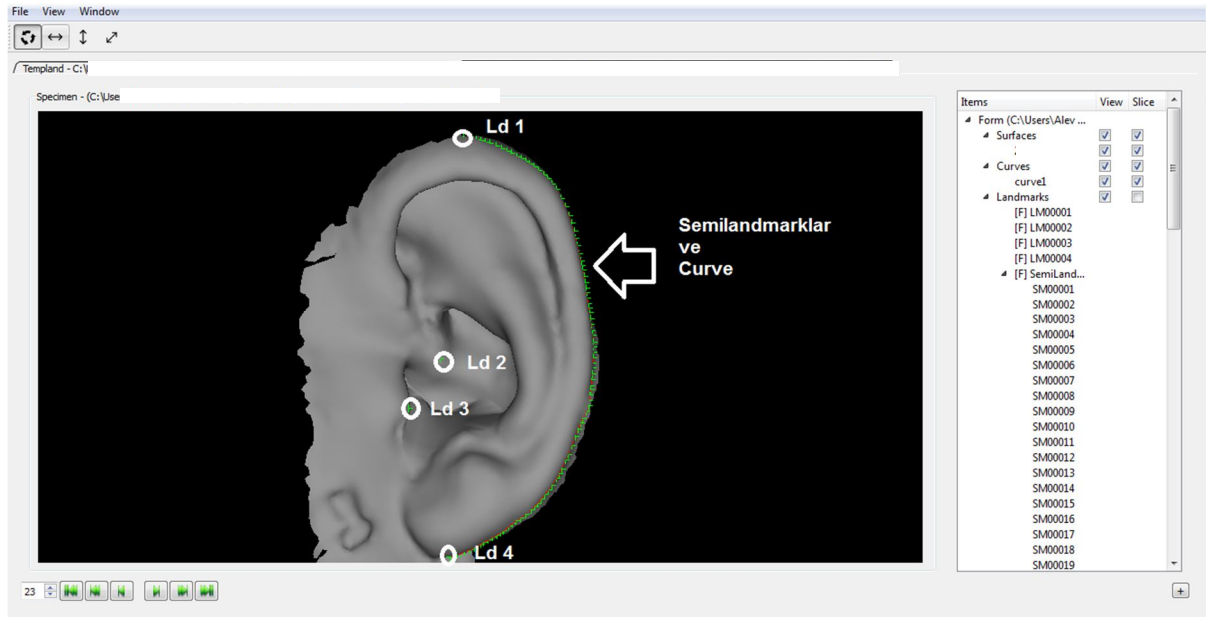 File View Window
Templand - C:\
Specimen - (C:\Use
Ld 1
Semilandmarklar
ve
Curve
Ld 2
Ld 3
Ld 4
Items View Slice
Form (C:\Users\Alev ...
Surfaces
Curves
curve1
Landmarks
[F] LM00001
[F] LM00002
[F] LM00003
[F] LM00004
[F] SemiLand...
SM00001
SM00002
SM00003
SM00004
SM00005
SM00006
SM00007
SM00008
SM00009
SM00010
SM00011
SM00012
SM00013
SM00014
SM00015
SM00016
SM00017
SM00018
SM00019
23